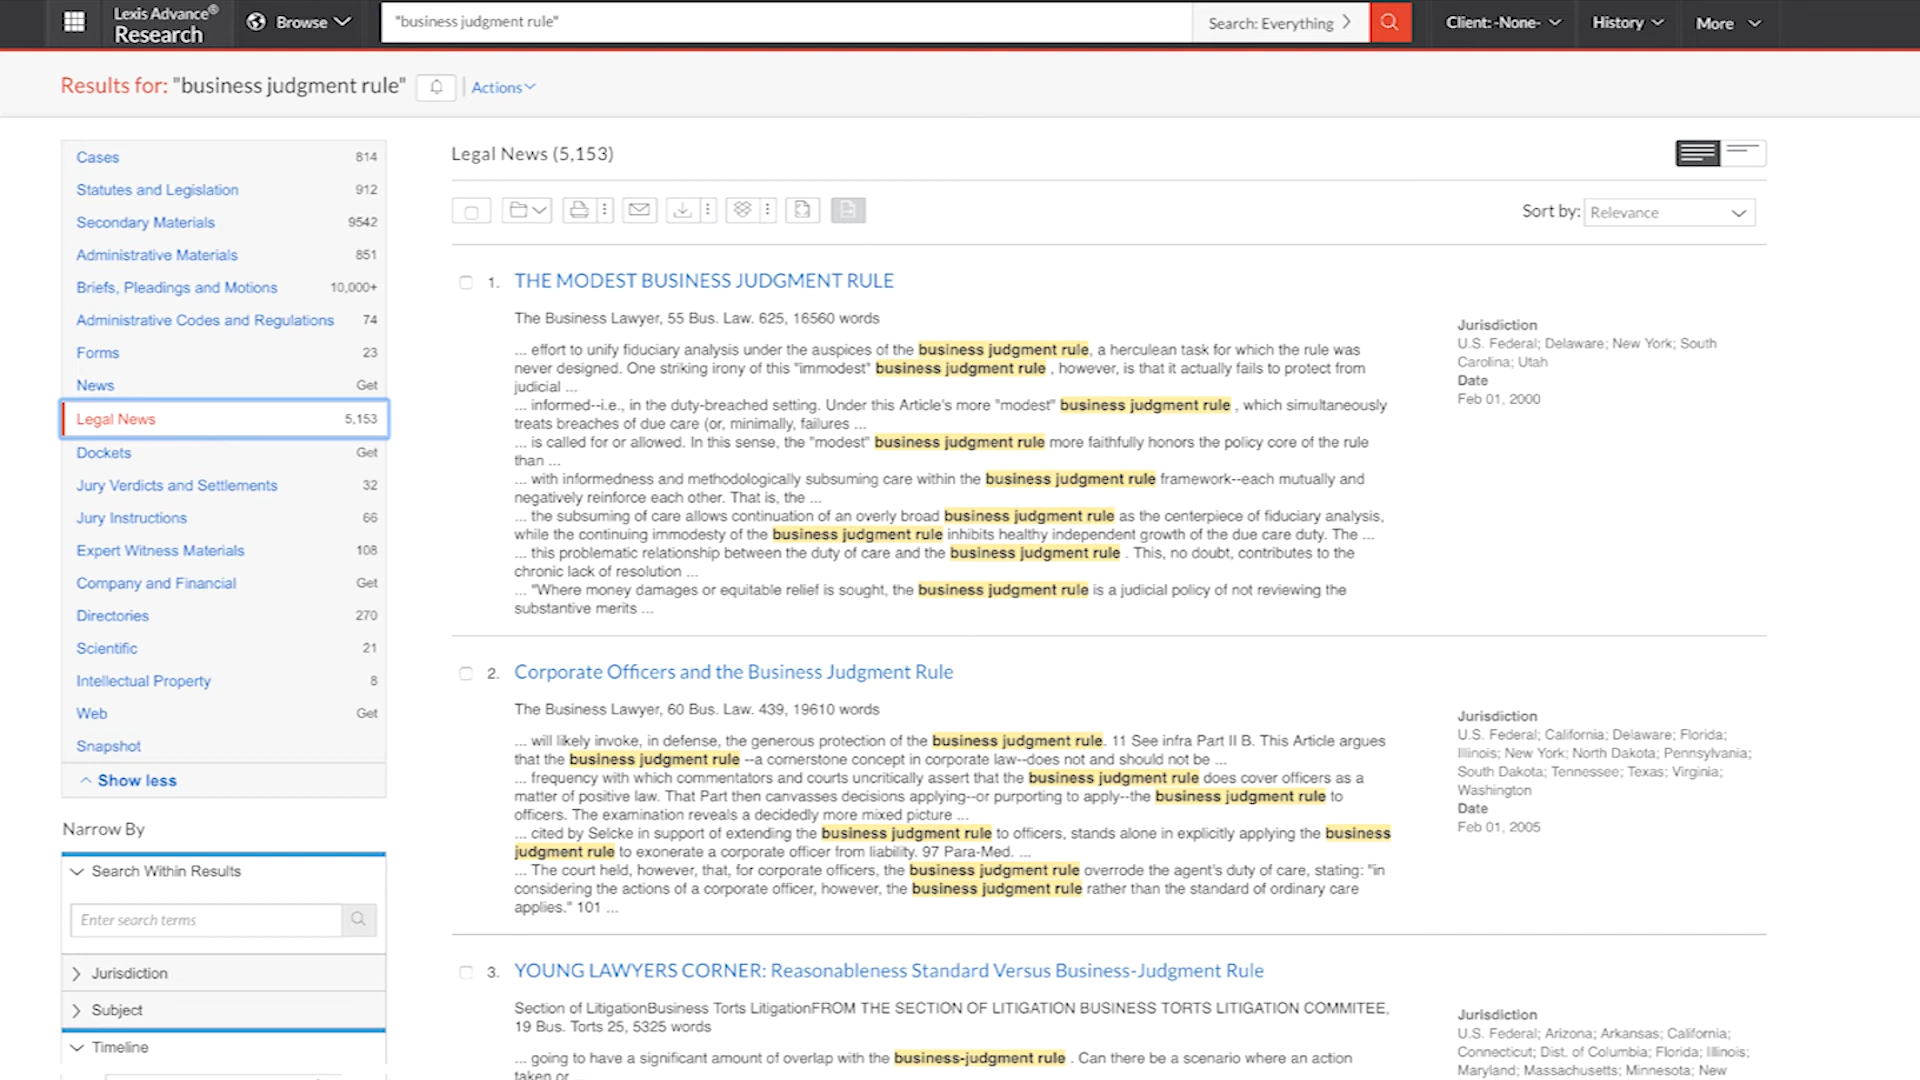 Lexis Advance®
Research
Browse
"business judgment rule"
Search: Everything
Client: -None-
History
More
Results for: "business judgment rule"
Actions
Cases 814
Statutes and Legislation 912
Secondary Materials 9542
Administrative Materials 851
Briefs, Pleadings and Motions 10,000+
Administrative Codes and Regulations 74
Forms 23
News Get
Legal News 5,153
Dockets Get
Jury Verdicts and Settlements 32
Jury Instructions 66
Expert Witness Materials 108
Company and Financial Get
Directories 270
Scientific 21
Intellectual Property 8
Web Get
Snapshot
Show less
Narrow By
Search Within Results
Enter search terms
Jurisdiction
Subject
Timeline
Legal News (5,153)
Sort by: Relevance
1. THE MODEST BUSINESS JUDGMENT RULE
The Business Lawyer, 55 Bus. Law. 625, 16560 words
... effort to unify fiduciary analysis under the auspices of the business judgment rule, a herculean task for which the rule was
never designed. One striking irony of this "immodest" business judgment rule , however, is that it actually fails to protect from
judicial ...
... informed--i.e., in the duty-breached setting. Under this Article's more "modest" business judgment rule , which simultaneously
treats breaches of due care (or, minimally, failures ...
... is called for or allowed. In this sense, the "modest" business judgment rule more faithfully honors the policy core of the rule
than ...
... with informedness and methodologically subsuming care within the business judgment rule framework--each mutually and
negatively reinforce each other. That is, the ...
... the subsuming of care allows continuation of an overly broad business judgment rule as the centerpiece of fiduciary analysis,
while the continuing immodesty of the business judgment rule inhibits healthy independent growth of the due care duty. The ...
... this problematic relationship between the duty of care and the business judgment rule . This, no doubt, contributes to the
chronic lack of resolution ...
... "Where money damages or equitable relief is sought, the business judgment rule is a judicial policy of not reviewing the
substantive merits ...
Jurisdiction
U.S. Federal; Delaware; New York; South
Carolina; Utah
Date
Feb 01, 2000
2. Corporate Officers and the Business Judgment Rule
The Business Lawyer, 60 Bus. Law. 439, 19610 words
... will likely invoke, in defense, the generous protection of the business judgment rule. 11 See infra Part II B. This Article argues
that the business judgment rule --a cornerstone concept in corporate law--does not and should not be ...
... frequency with which commentators and courts uncritically assert that the business judgment rule does cover officers as a
matter of positive law. That Part then canvasses decisions applying--or purporting to apply--the business judgment rule to
officers. The examination reveals a decidedly more mixed picture ...
... cited by Selcke in support of extending the business judgment rule to officers, stands alone in explicitly applying the business
judgment rule to exonerate a corporate officer from liability. 97 Para-Med. ...
... The court held, however, that, for corporate officers, the business judgment rule overrode the agent's duty of care, stating: "in
considering the actions of a corporate officer, however, the business judgment rule rather than the standard of ordinary care
applies." 101 ...
Jurisdiction
U.S. Federal; California; Delaware; Florida;
Illinois; New York; North Dakota; Pennsylvania;
South Dakota; Tennessee; Texas; Virginia;
Washington
Date
Feb 01, 2005
3. YOUNG LAWYERS CORNER: Reasonableness Standard Versus Business-Judgment Rule
Section of LitigationBusiness Torts LitigationFROM THE SECTION OF LITIGATION BUSINESS TORTS LITIGATION COMMITEE,
19 Bus. Torts 25, 5325 words
... going to have a significant amount of overlap with the business-judgment rule . Can there be a scenario where an action
taken or ...
Jurisdiction
U.S. Federal; Arizona; Arkansas; California;
Connecticut; Dist. of Columbia; Florida; Illinois;
Maryland; Massachusetts; Minnesota; New